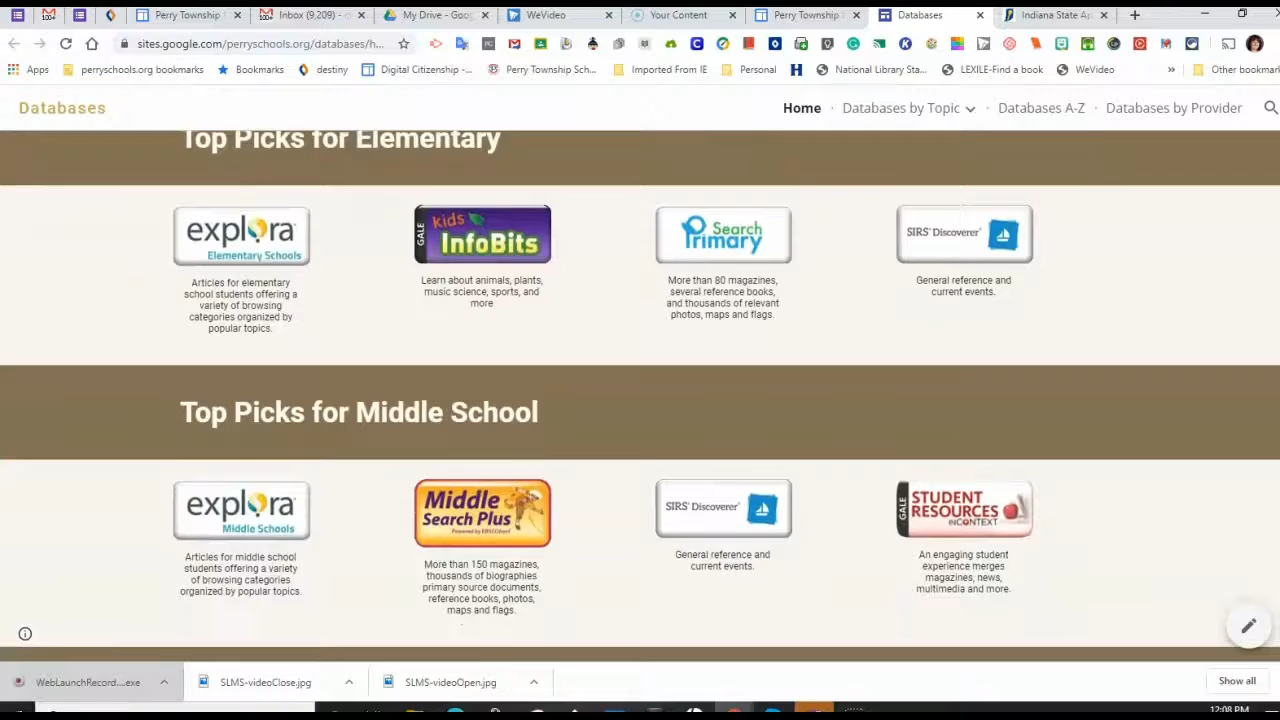 Perry Township
Inbox (9,209) - c
My Drive - Goog
WeVideo
Your Content
Perry Township
Databases
Indiana State Ap
sites.google.com/perryschools.org/databases/h...
Apps
perryschools.org bookmarks
Bookmarks
destiny
Digital Citizenship -...
Perry Township Sch...
Imported From IE
Personal
National Library Sta...
LEXILE-Find a book
WeVideo
»
Other bookmar
Databases
Home
Databases by Topic
Databases A-Z
Databases by Provider
Top Picks for Elementary
explora
Elementary Schools
Articles for elementary
school students offering a
variety of browsing
categories organized by
popular topics.
GALE
kids
InfoBits
Learn about animals, plants,
music science, sports, and
more
Primary
Search
More than 80 magazines,
several reference books,
and thousands of relevant
photos, maps and flags.
SIRS® Discoverer®
General reference and
current events.
Top Picks for Middle School
explora
Middle Schools
Articles for middle school
students offering a variety
of browsing categories
organized by popular topics.
Middle
Search Plus
Powered by EBSCOhost
More than 150 magazines,
thousands of biographies
primary source documents,
reference books, photos,
maps and flags.
SIRS® Discoverer®
General reference and
current events.
GALE
STUDENT
RESOURCES
IN CONTEXT
An engaging student
experience merges
magazines, news,
multimedia and more.
WebLaunchRecord....exe
SLMS-videoClose.jpg
SLMS-videoOpen.jpg
Show all
12:08 PM